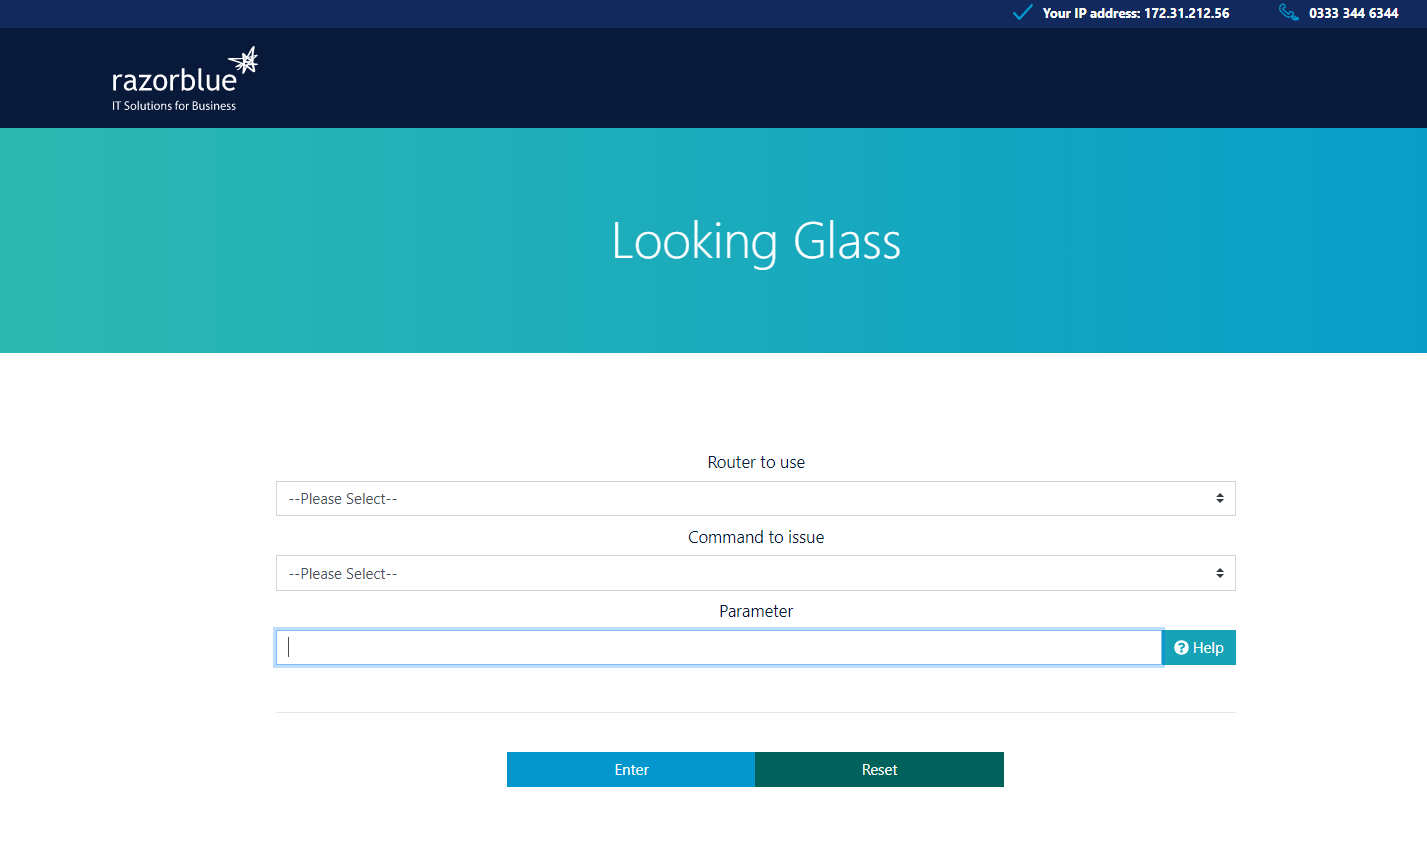 Your IP address: 172.31.212.56
0333 344 6344
razorblue
IT Solutions for Business
Looking Glass
Router to use
--Please Select--
Command to issue
--Please Select--
Parameter
Help
Enter
Reset